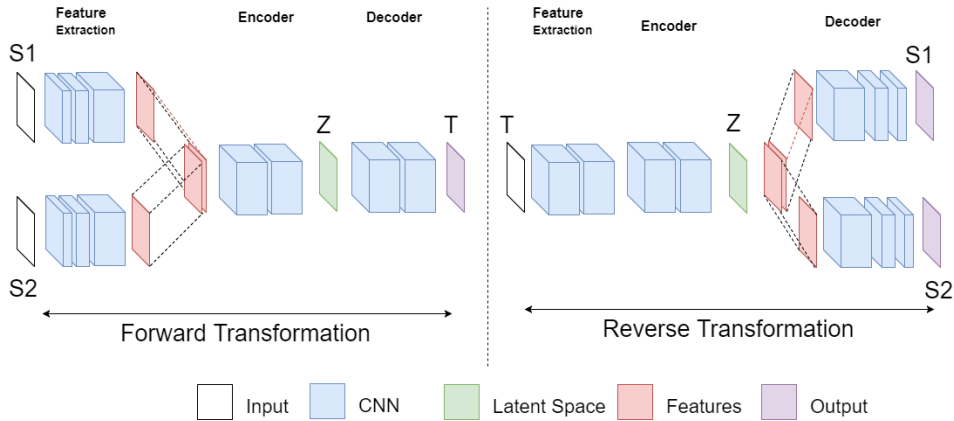 Feature
Extraction
Encoder
Decoder
S1
Z
T
S2
Forward Transformation
Feature
Extraction
Encoder
Decoder
S1
T
Z
S2
Reverse Transformation
Input
CNN
Latent Space
Features
Output